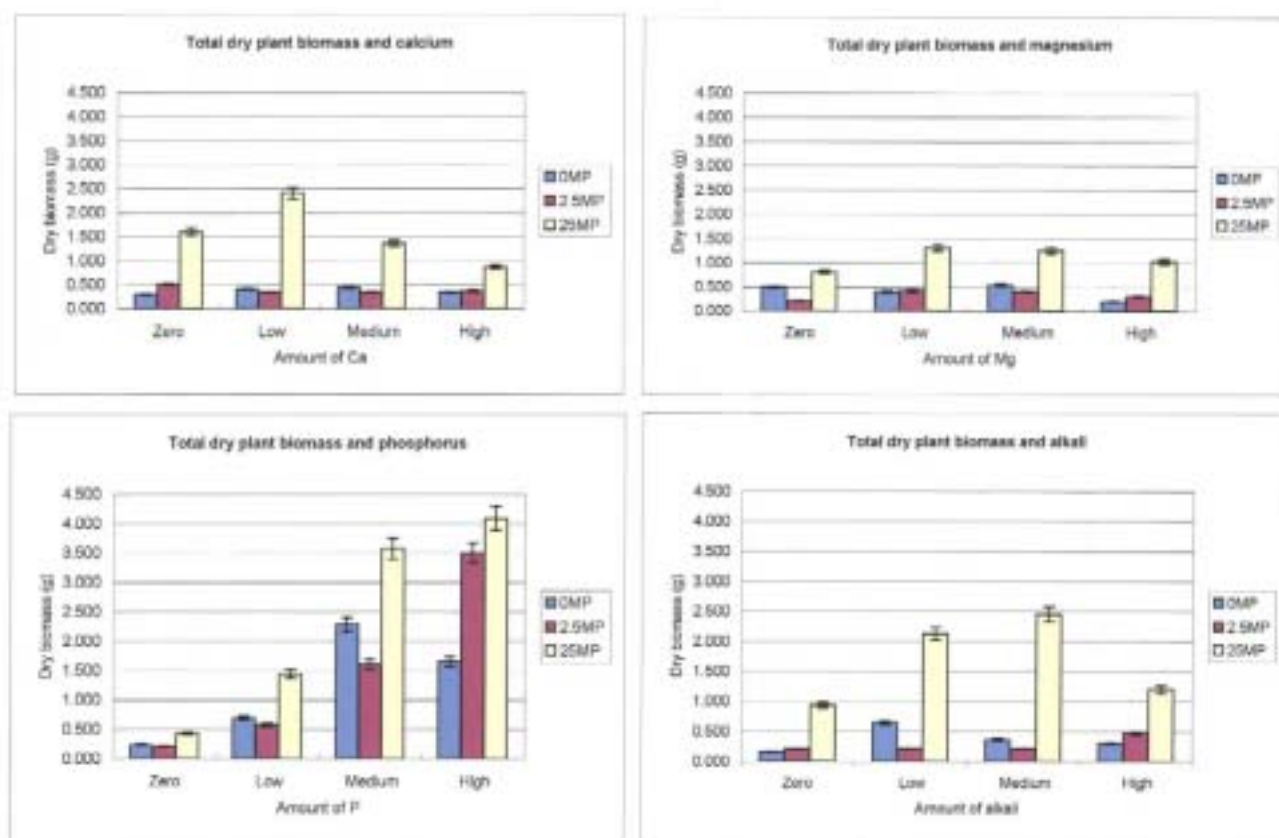 Total dry plant biomass and calcium
Dry biomass (g)
4.500
4.000
3.500
3.000
2.500
2.000
1.500
1.000
0.500
0.000
Zero Low Medium High
Amount of Ca
0MP
2.5MP
25MP
Total dry plant biomass and magnesium
Dry biomass (g)
4.500
4.000
3.500
3.000
2.500
2.000
1.500
1.000
0.500
0.000
Zero Low Medium High
Amount of Mg
0MP
2.5MP
25MP
Total dry plant biomass and phosphorus
Dry biomass (g)
4.500
4.000
3.500
3.000
2.500
2.000
1.500
1.000
0.500
0.000
Zero Low Medium High
Amount of P
0MP
2.5MP
25MP
Total dry plant biomass and alkali
Dry biomass (g)
4.500
4.000
3.500
3.000
2.500
2.000
1.500
1.000
0.500
0.000
Zero Low Medium High
Amount of alkali
0MP
2.5MP
25MP